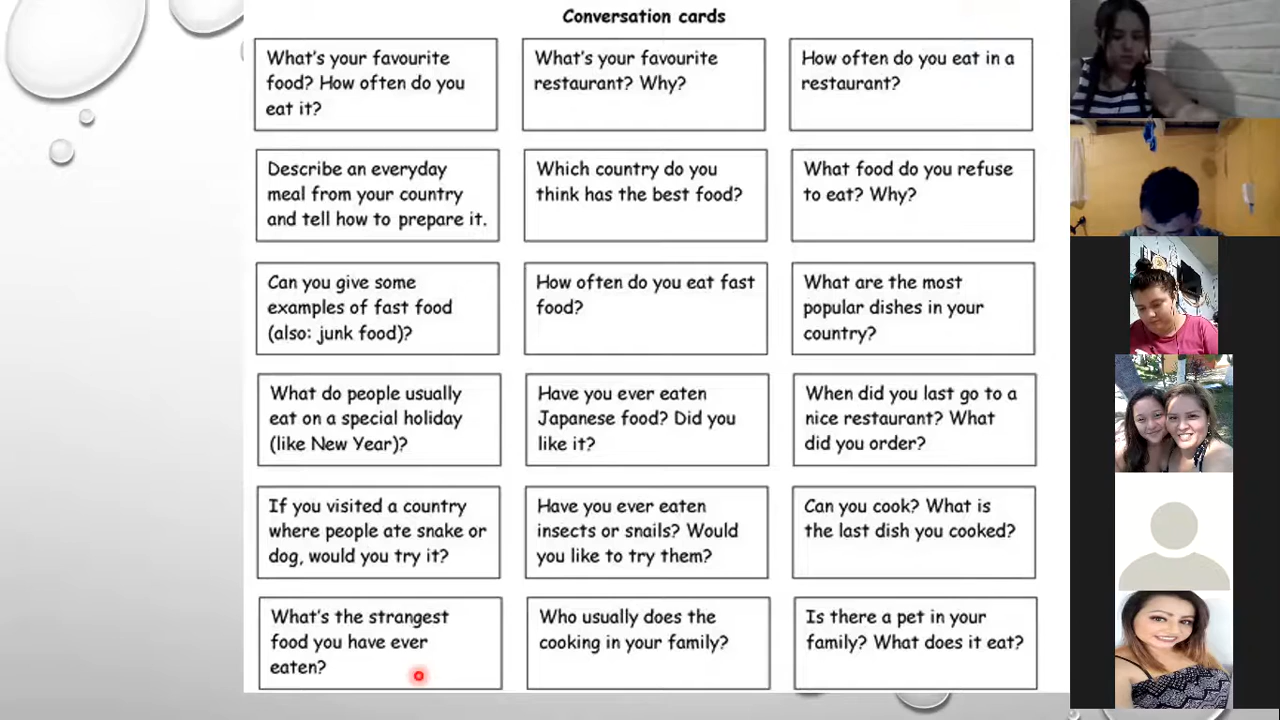 Conversation cards
What's your favourite
food? How often do you
eat it?
What's your favourite
restaurant? Why?
How often do you eat in a
restaurant?
Describe an everyday
meal from your country
and tell how to prepare it.
Which country do you
think has the best food?
What food do you refuse
to eat? Why?
Can you give some
examples of fast food
(also: junk food)?
How often do you eat fast
food?
What are the most
popular dishes in your
country?
What do people usually
eat on a special holiday
(like New Year)?
Have you ever eaten
Japanese food? Did you
like it?
When did you last go to a
nice restaurant? What
did you order?
If you visited a country
where people ate snake or
dog, would you try it?
Have you ever eaten
insects or snails? Would
you like to try them?
Can you cook? What is
the last dish you cooked?
What's the strangest
food you have ever
eaten?
Who usually does the
cooking in your family?
Is there a pet in your
family? What does it eat?